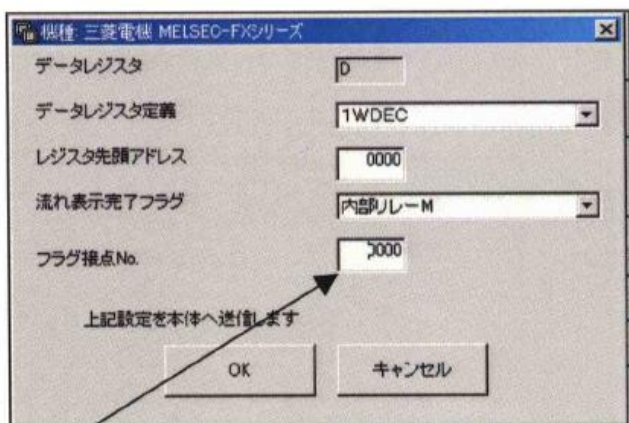 機種: 三菱電機 MELSEC-FXシリーズ
データレジスタ D
データレジスタ定義 1WDEC
レジスタ先頭アドレス 0000
流れ表示完了フラグ 内部リレーM
フラグ接点No. 0000
上記設定を本体へ送信します
OK キャンセル